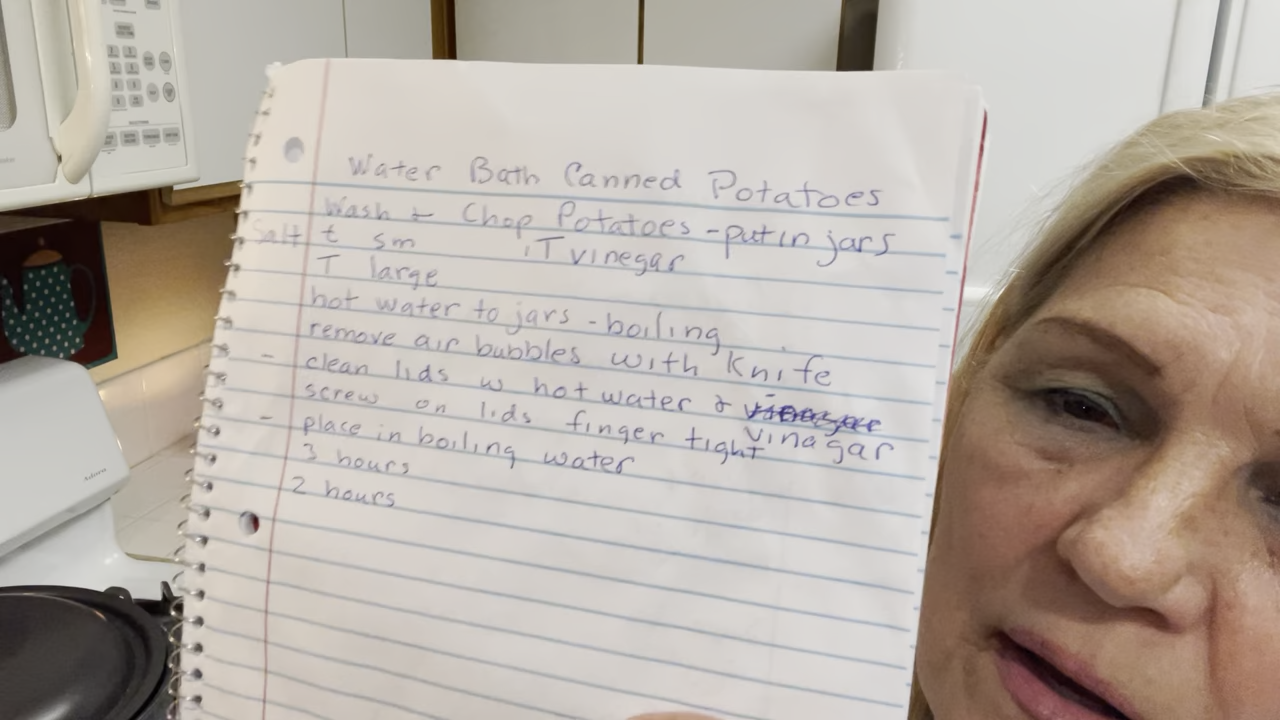 Water Bath Canned Potatoes
Wash & Chop Potatoes - put in jars
Salt t sm 1T vinegar
T large
hot water to jars - boiling
remove air bubbles with Knife
- clean lids w hot water & vinagar
screw on lids finger tight
- place in boiling water
3 hours
2 hours